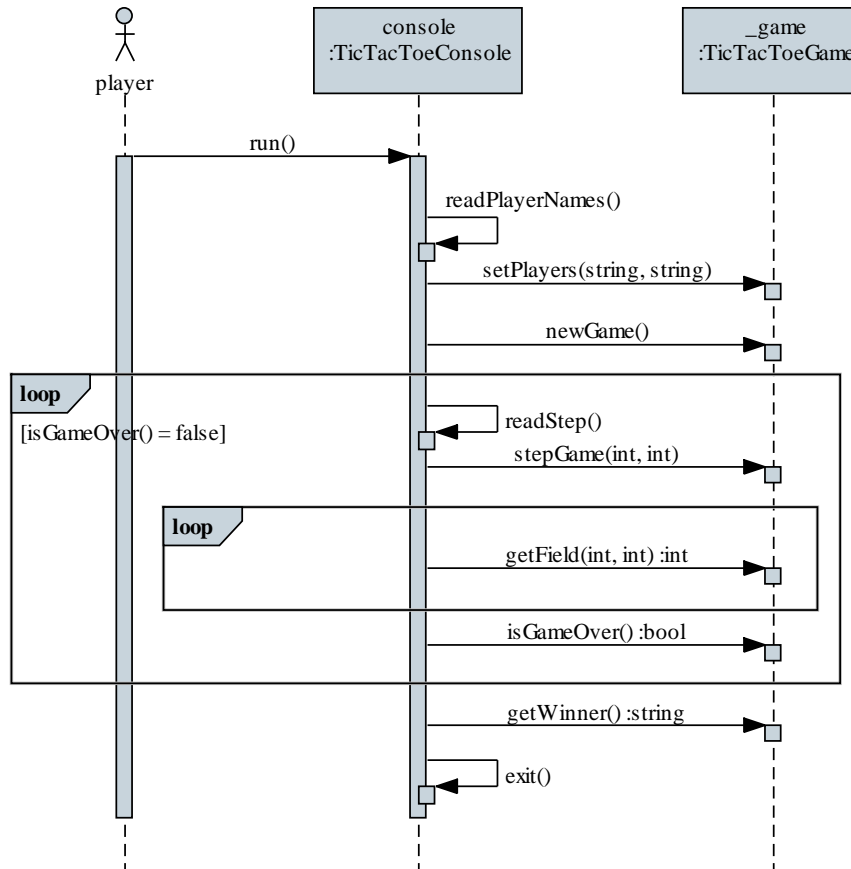 player
console
:TicTacToeConsole
_game
:TicTacToeGame
run()
readPlayerNames()
setPlayers(string, string)
newGame()
loop
[isGameOver() = false]
readStep()
stepGame(int, int)
loop
getField(int, int) :int
isGameOver() :bool
getWinner() :string
exit()